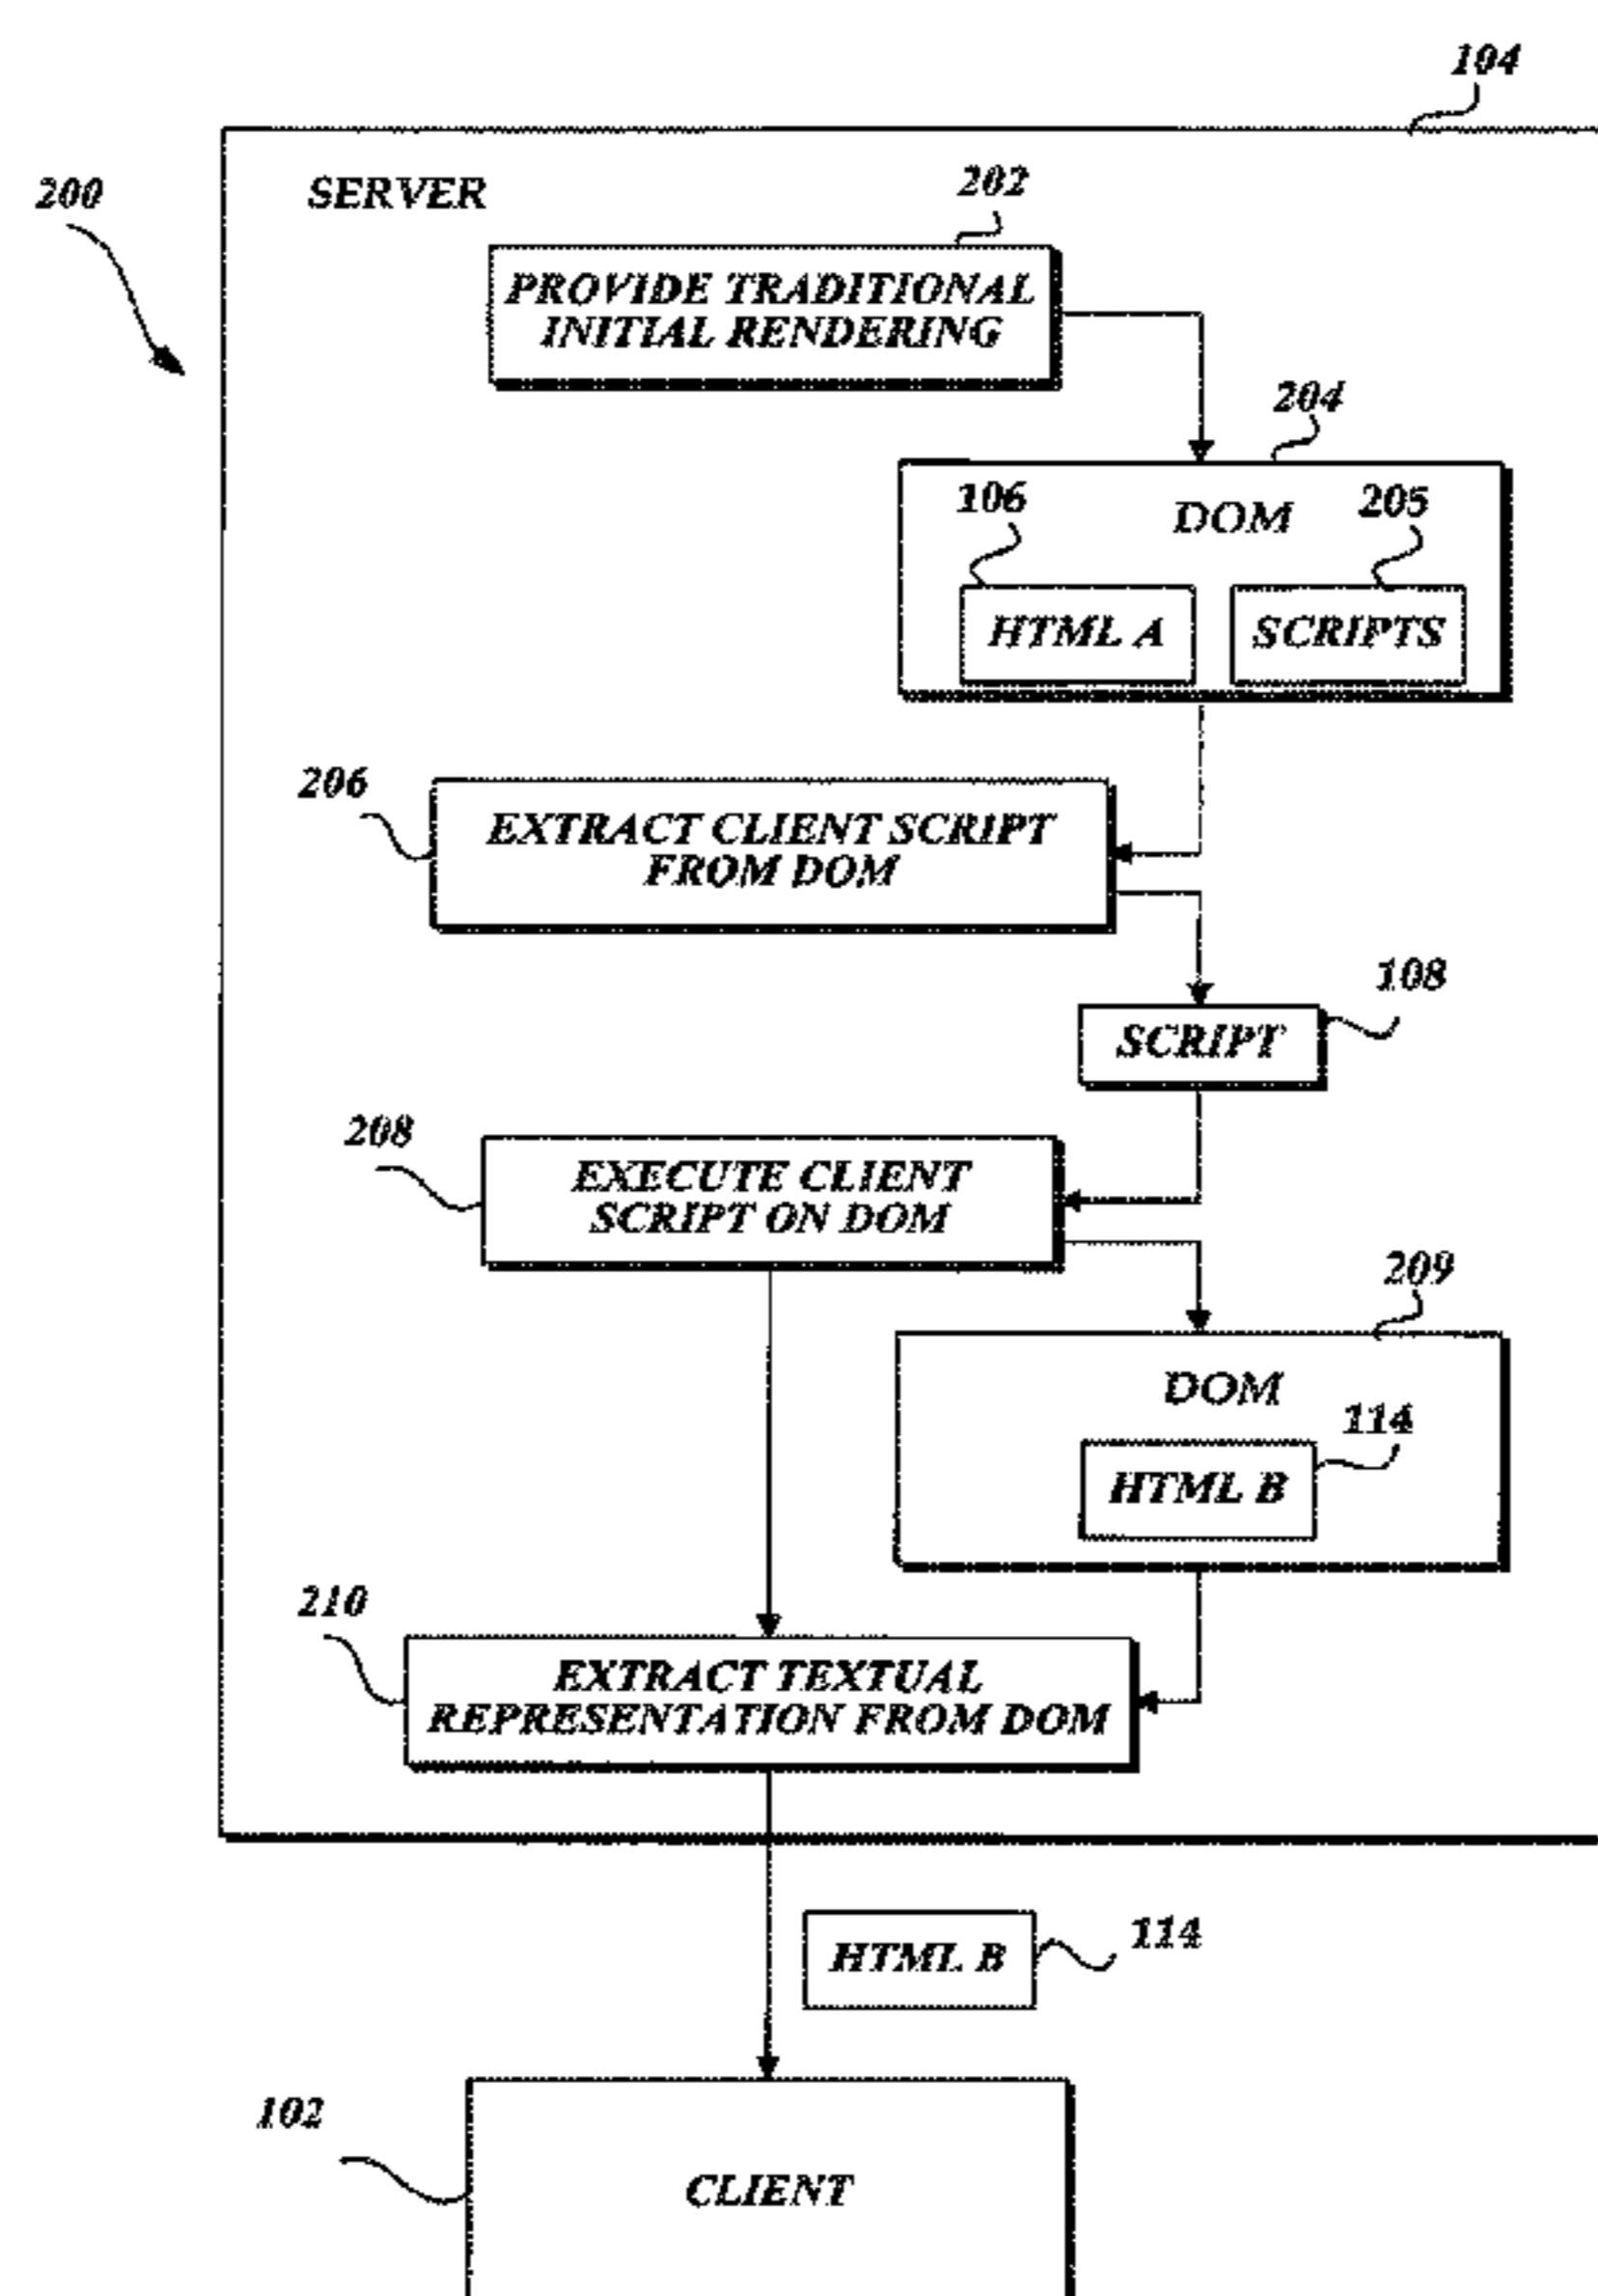 104
200
SERVER
202
PROVIDE TRADITIONAL
INITIAL RENDERING
204
106
DOM
205
HTML A
SCRIPTS
206
EXTRACT CLIENT SCRIPT
FROM DOM
108
SCRIPT
208
EXECUTE CLIENT
SCRIPT ON DOM
209
DOM
114
HTML B
210
EXTRACT TEXTUAL
REPRESENTATION FROM DOM
HTML B
114
102
CLIENT